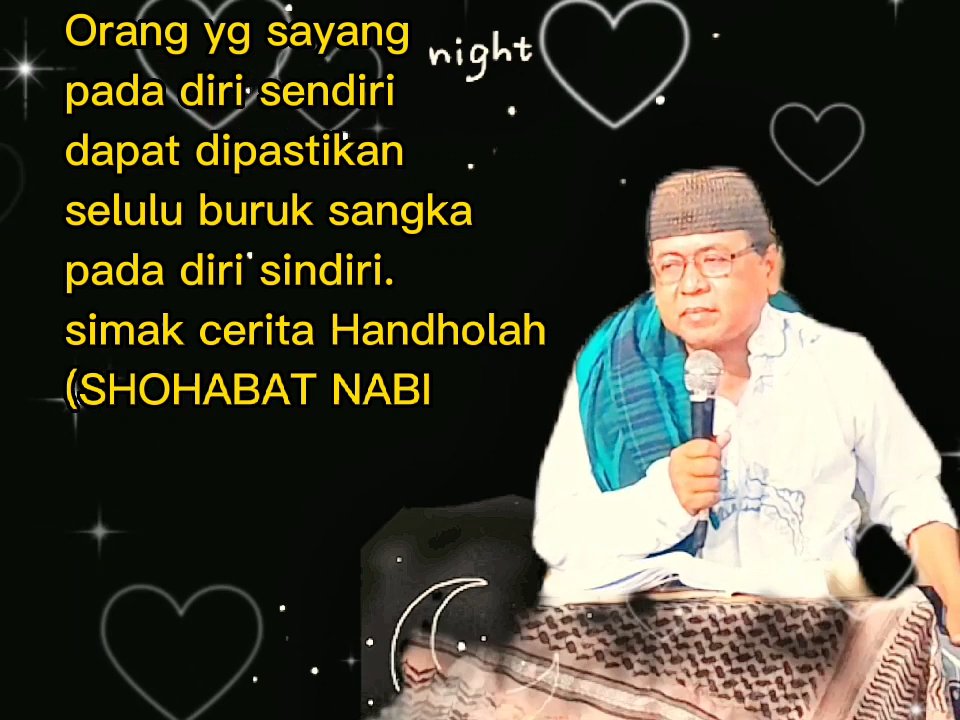 Orang yg sayang
night
pada diri sendiri
dapat dipastikan
selulu buruk sangka
pada diri sindiri.
simak cerita Handholah
(SHOHABAT NABI